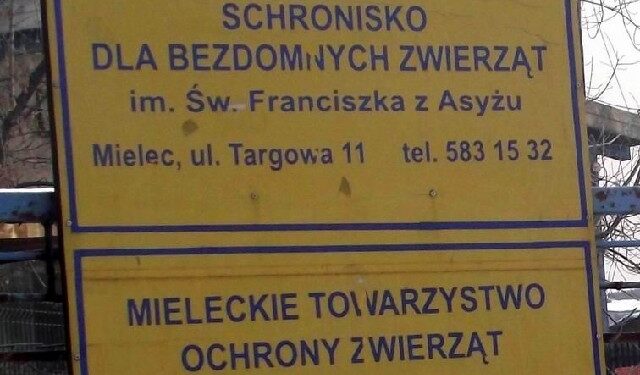 SCHRONISKO
DLA BEZDOMNYCH ZWIERZĄT
im. Św. Franciszka z Asyżu
Mielec, ul. Targowa 11 tel. 583 15 32
MIELECKIE TOWARZYSTWO
OCHRONY ZWIERZĄT